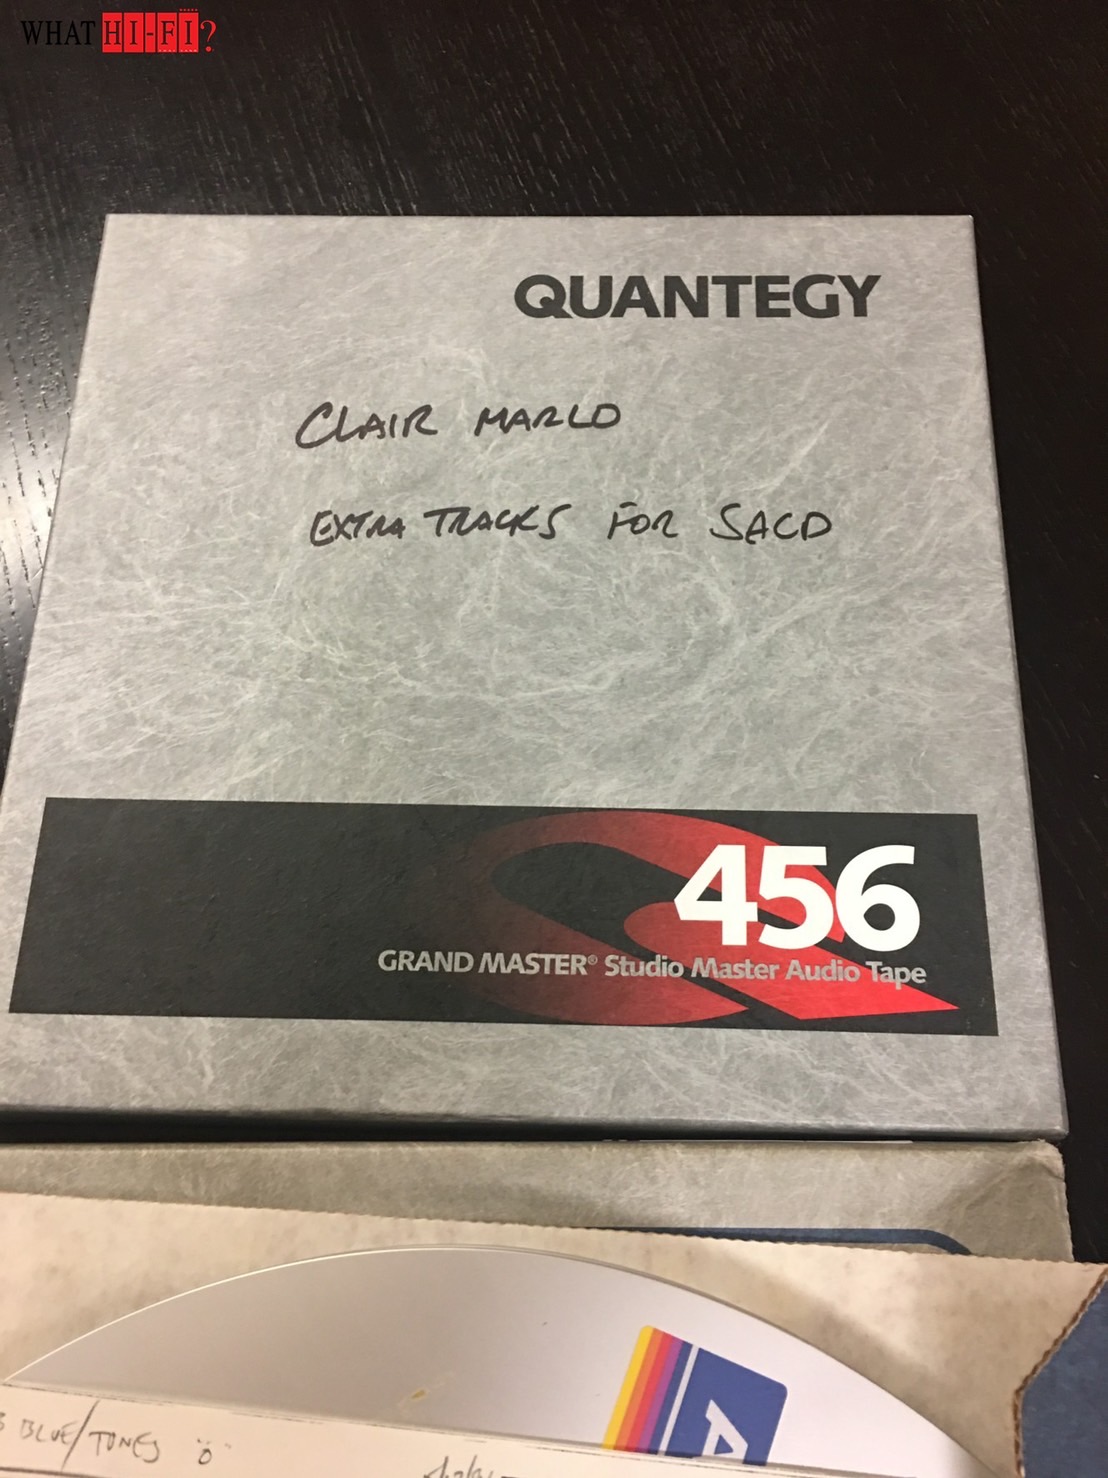 WHAT HI-FI?
QUANTEGY
CLAIR MARLO
EXTRA TRACKS FOR SACD
456
GRAND MASTER® Studio Master Audio Tape
A
BLUE/TONES "O"